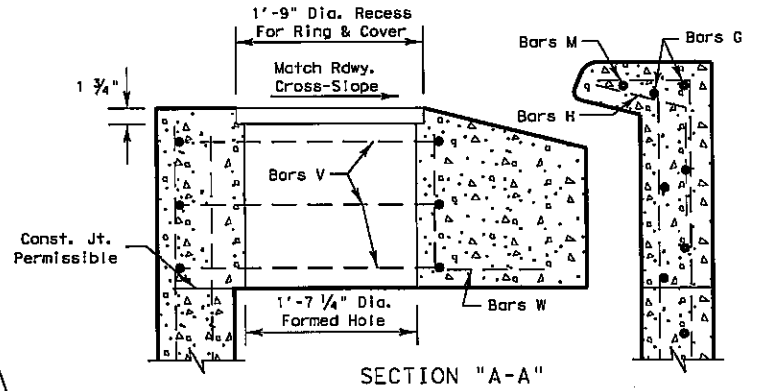 1'-9" Dia. Recess
For Ring & Cover
Bars M
Bars G
Match Rdwy.
Cross-Slope
1 3/4"
Bars H
Bars V
Const. Jt.
Permissible
1'-7 1/4" Dia.
Formed Hole
Bars W
SECTION "A-A"